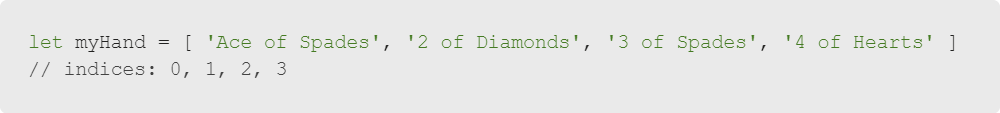 let myHand = [ 'Ace of Spades', '2 of Diamonds', '3 of Spades', '4 of Hearts' ]
// indices: 0, 1, 2, 3